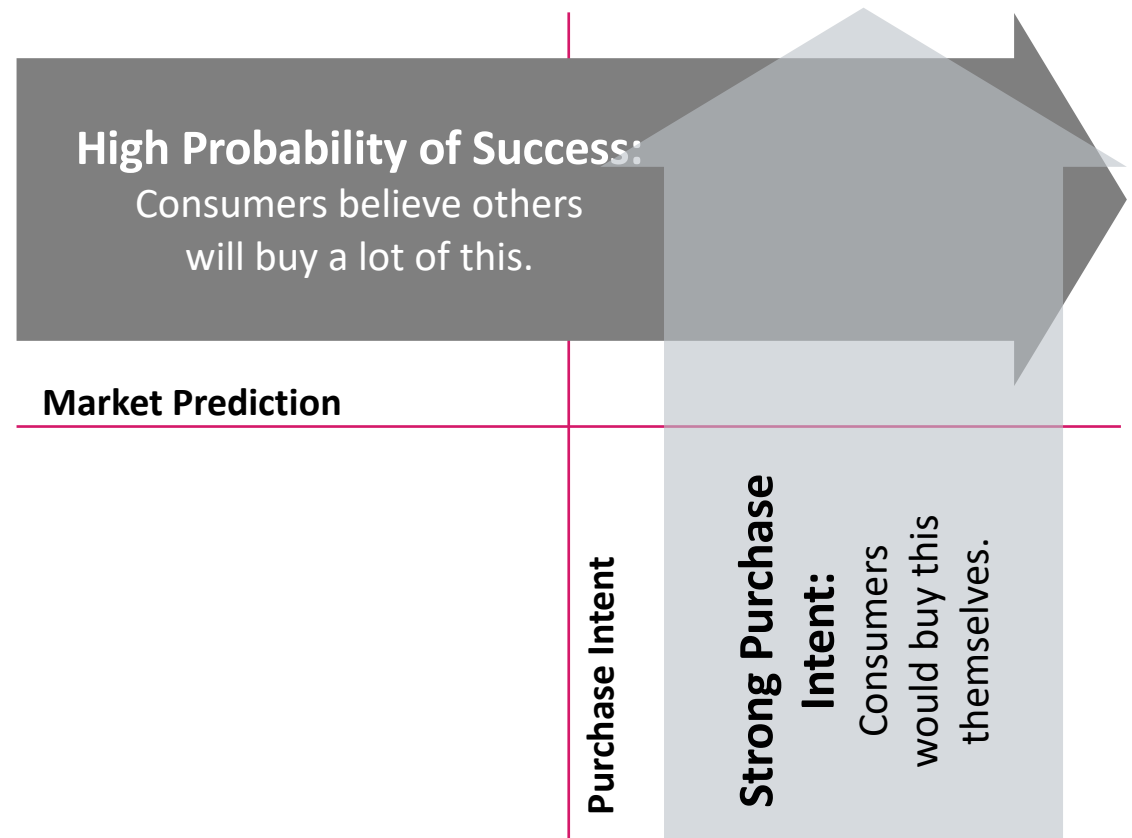 High Probability of Success:
Consumers believe others
will buy a lot of this.
Market Prediction
Purchase Intent
Strong Purchase
Intent:
Consumers
would buy this
themselves.